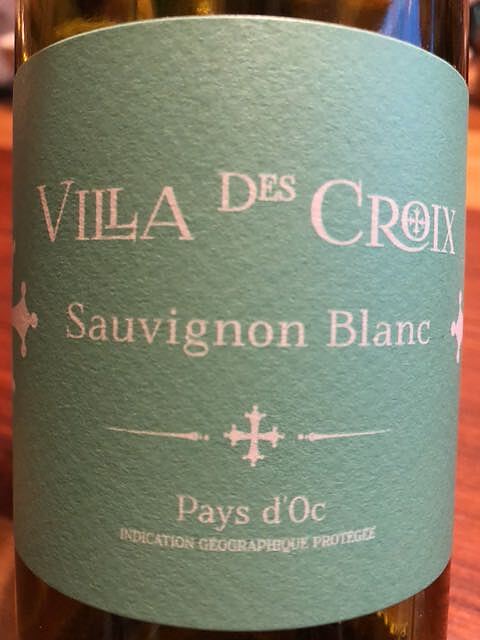 Villa Des Croix
Sauvignon Blanc
Pays d'Oc
INDICATION GÉOGRAPHIQUE PROTÉGÉE